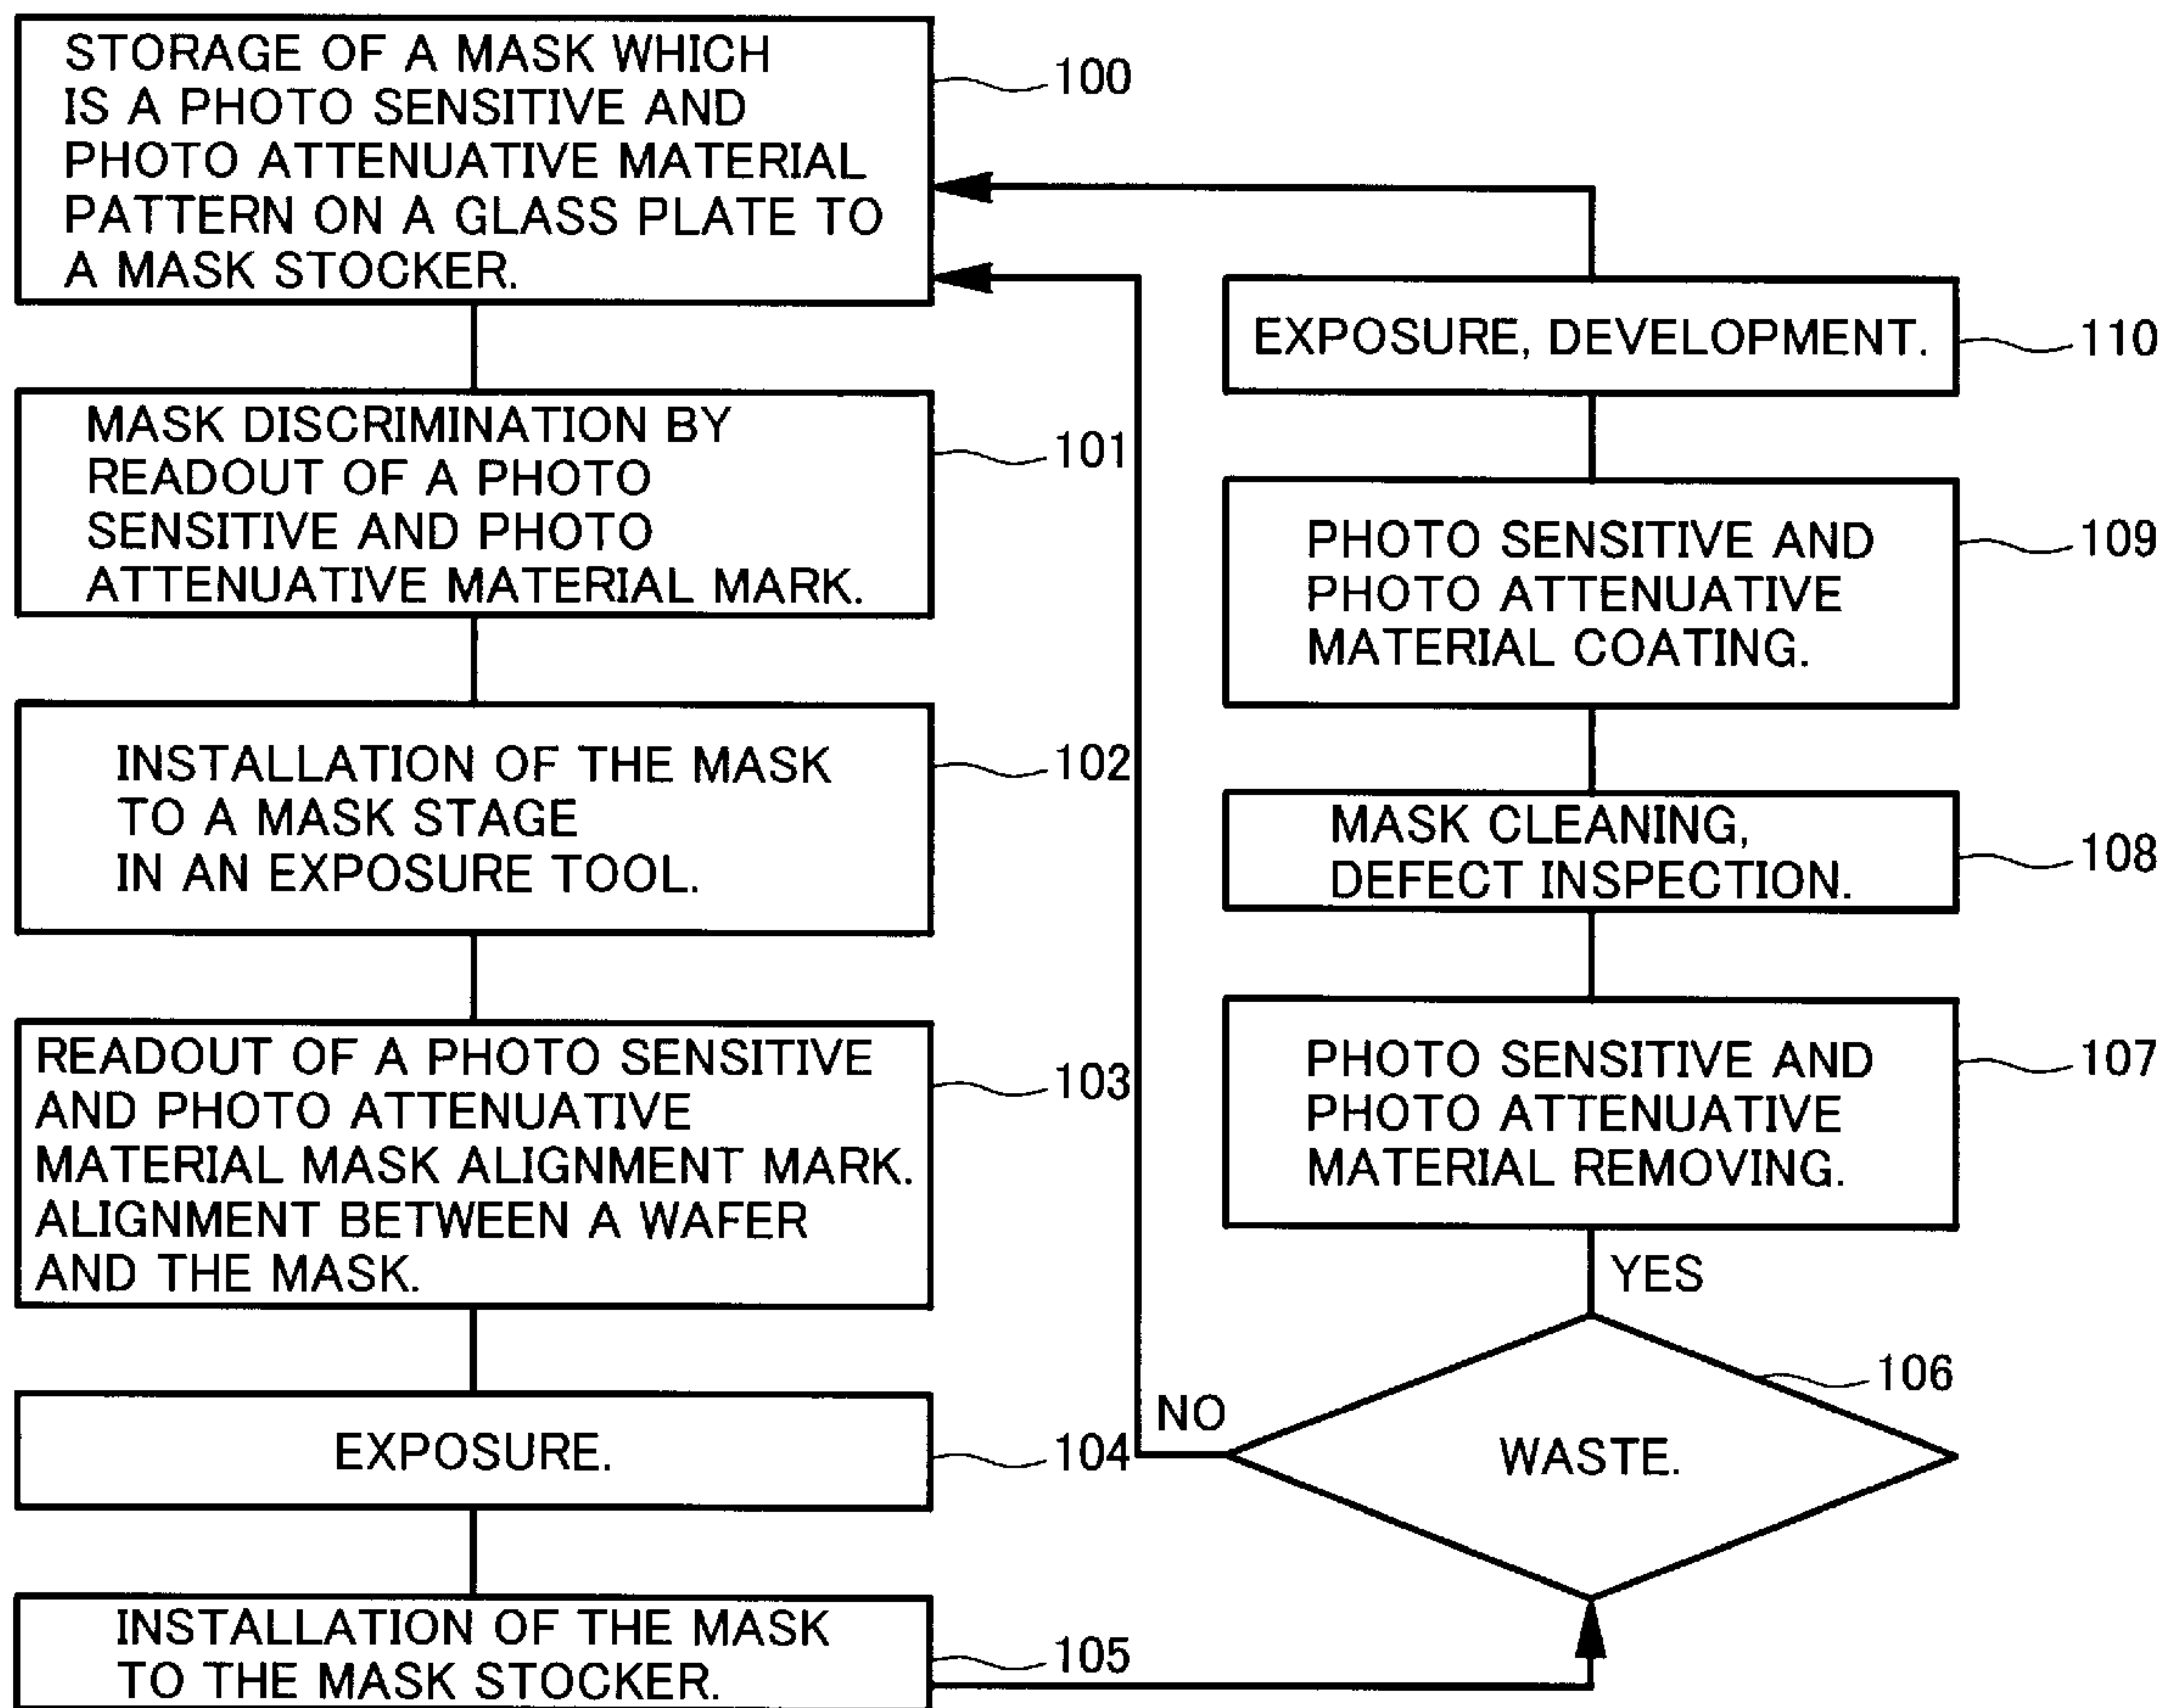 STORAGE OF A MASK WHICH
IS A PHOTO SENSITIVE AND
PHOTO ATTENUATIVE MATERIAL
PATTERN ON A GLASS PLATE TO
A MASK STOCKER.
100
MASK DISCRIMINATION BY
READOUT OF A PHOTO
SENSITIVE AND PHOTO
ATTENUATIVE MATERIAL MARK.
101
INSTALLATION OF THE MASK
TO A MASK STAGE
IN AN EXPOSURE TOOL.
102
READOUT OF A PHOTO SENSITIVE
AND PHOTO ATTENUATIVE
MATERIAL MASK ALIGNMENT MARK.
ALIGNMENT BETWEEN A WAFER
AND THE MASK.
103
EXPOSURE.
104
INSTALLATION OF THE MASK
TO THE MASK STOCKER.
105
EXPOSURE, DEVELOPMENT.
110
PHOTO SENSITIVE AND
PHOTO ATTENUATIVE
MATERIAL COATING.
109
MASK CLEANING,
DEFECT INSPECTION.
108
PHOTO SENSITIVE AND
PHOTO ATTENUATIVE
MATERIAL REMOVING.
107
YES
106
NO
WASTE.